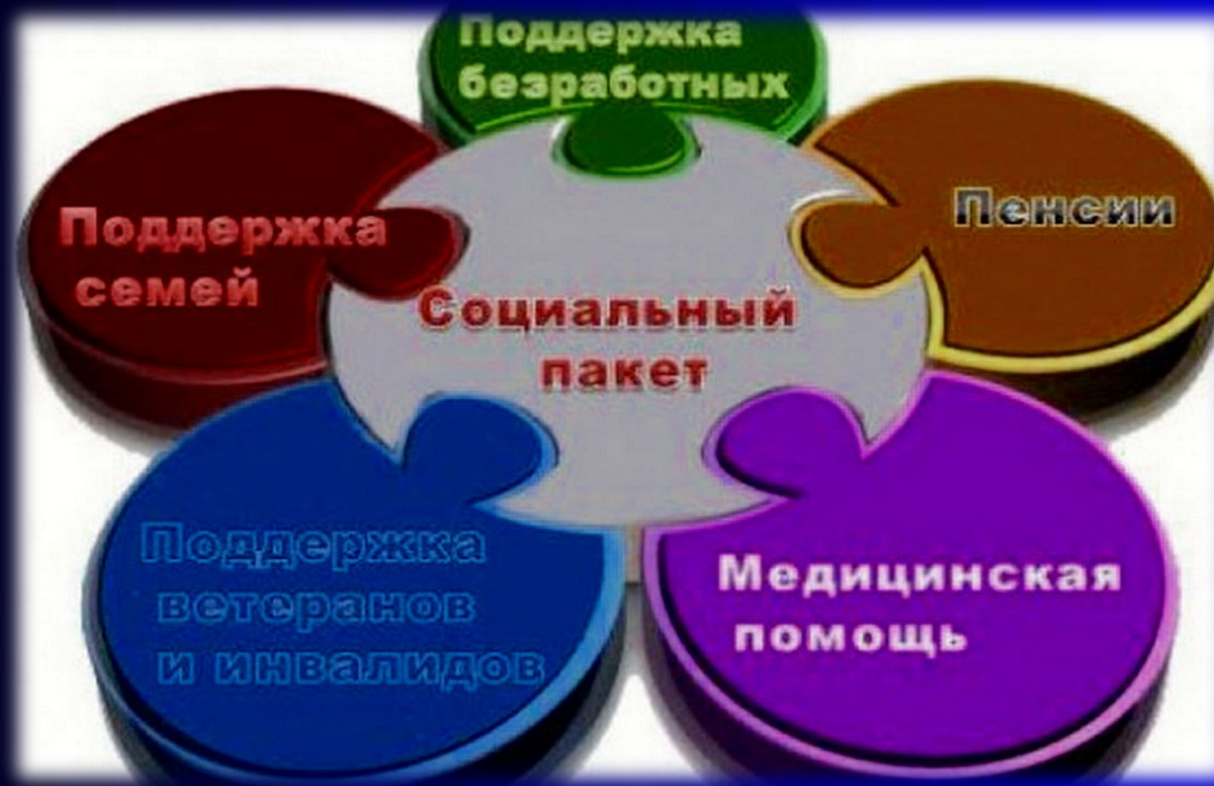 Поддержка
безработных
Поддержка
семей
Пенсии
Социальный
пакет
Поддержка
ветеранов
и инвалидов
Медицинская
помощь